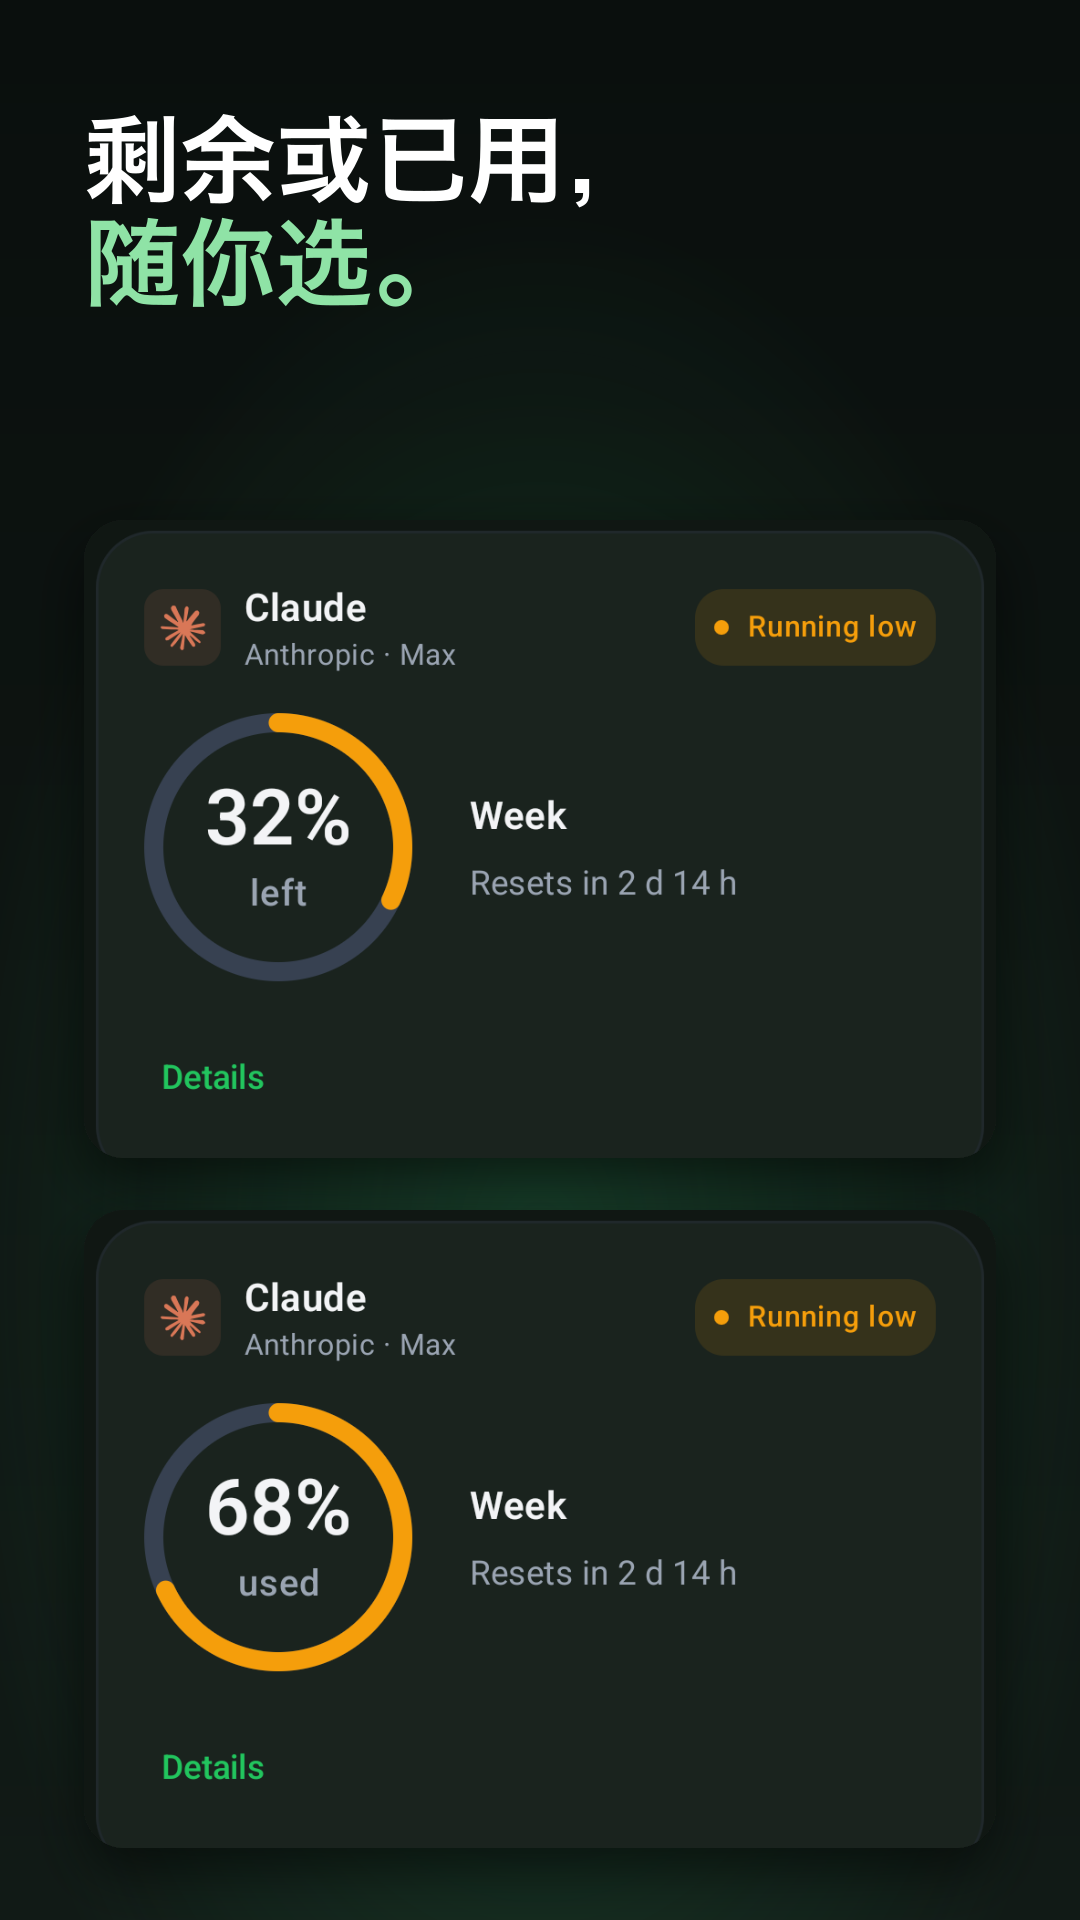 剩余或已用，
随你选。
Claude
Anthropic · Max
Running low
32%
left
Week
Resets in 2 d 14 h
Details
Claude
Anthropic · Max
Running low
68%
used
Week
Resets in 2 d 14 h
Details